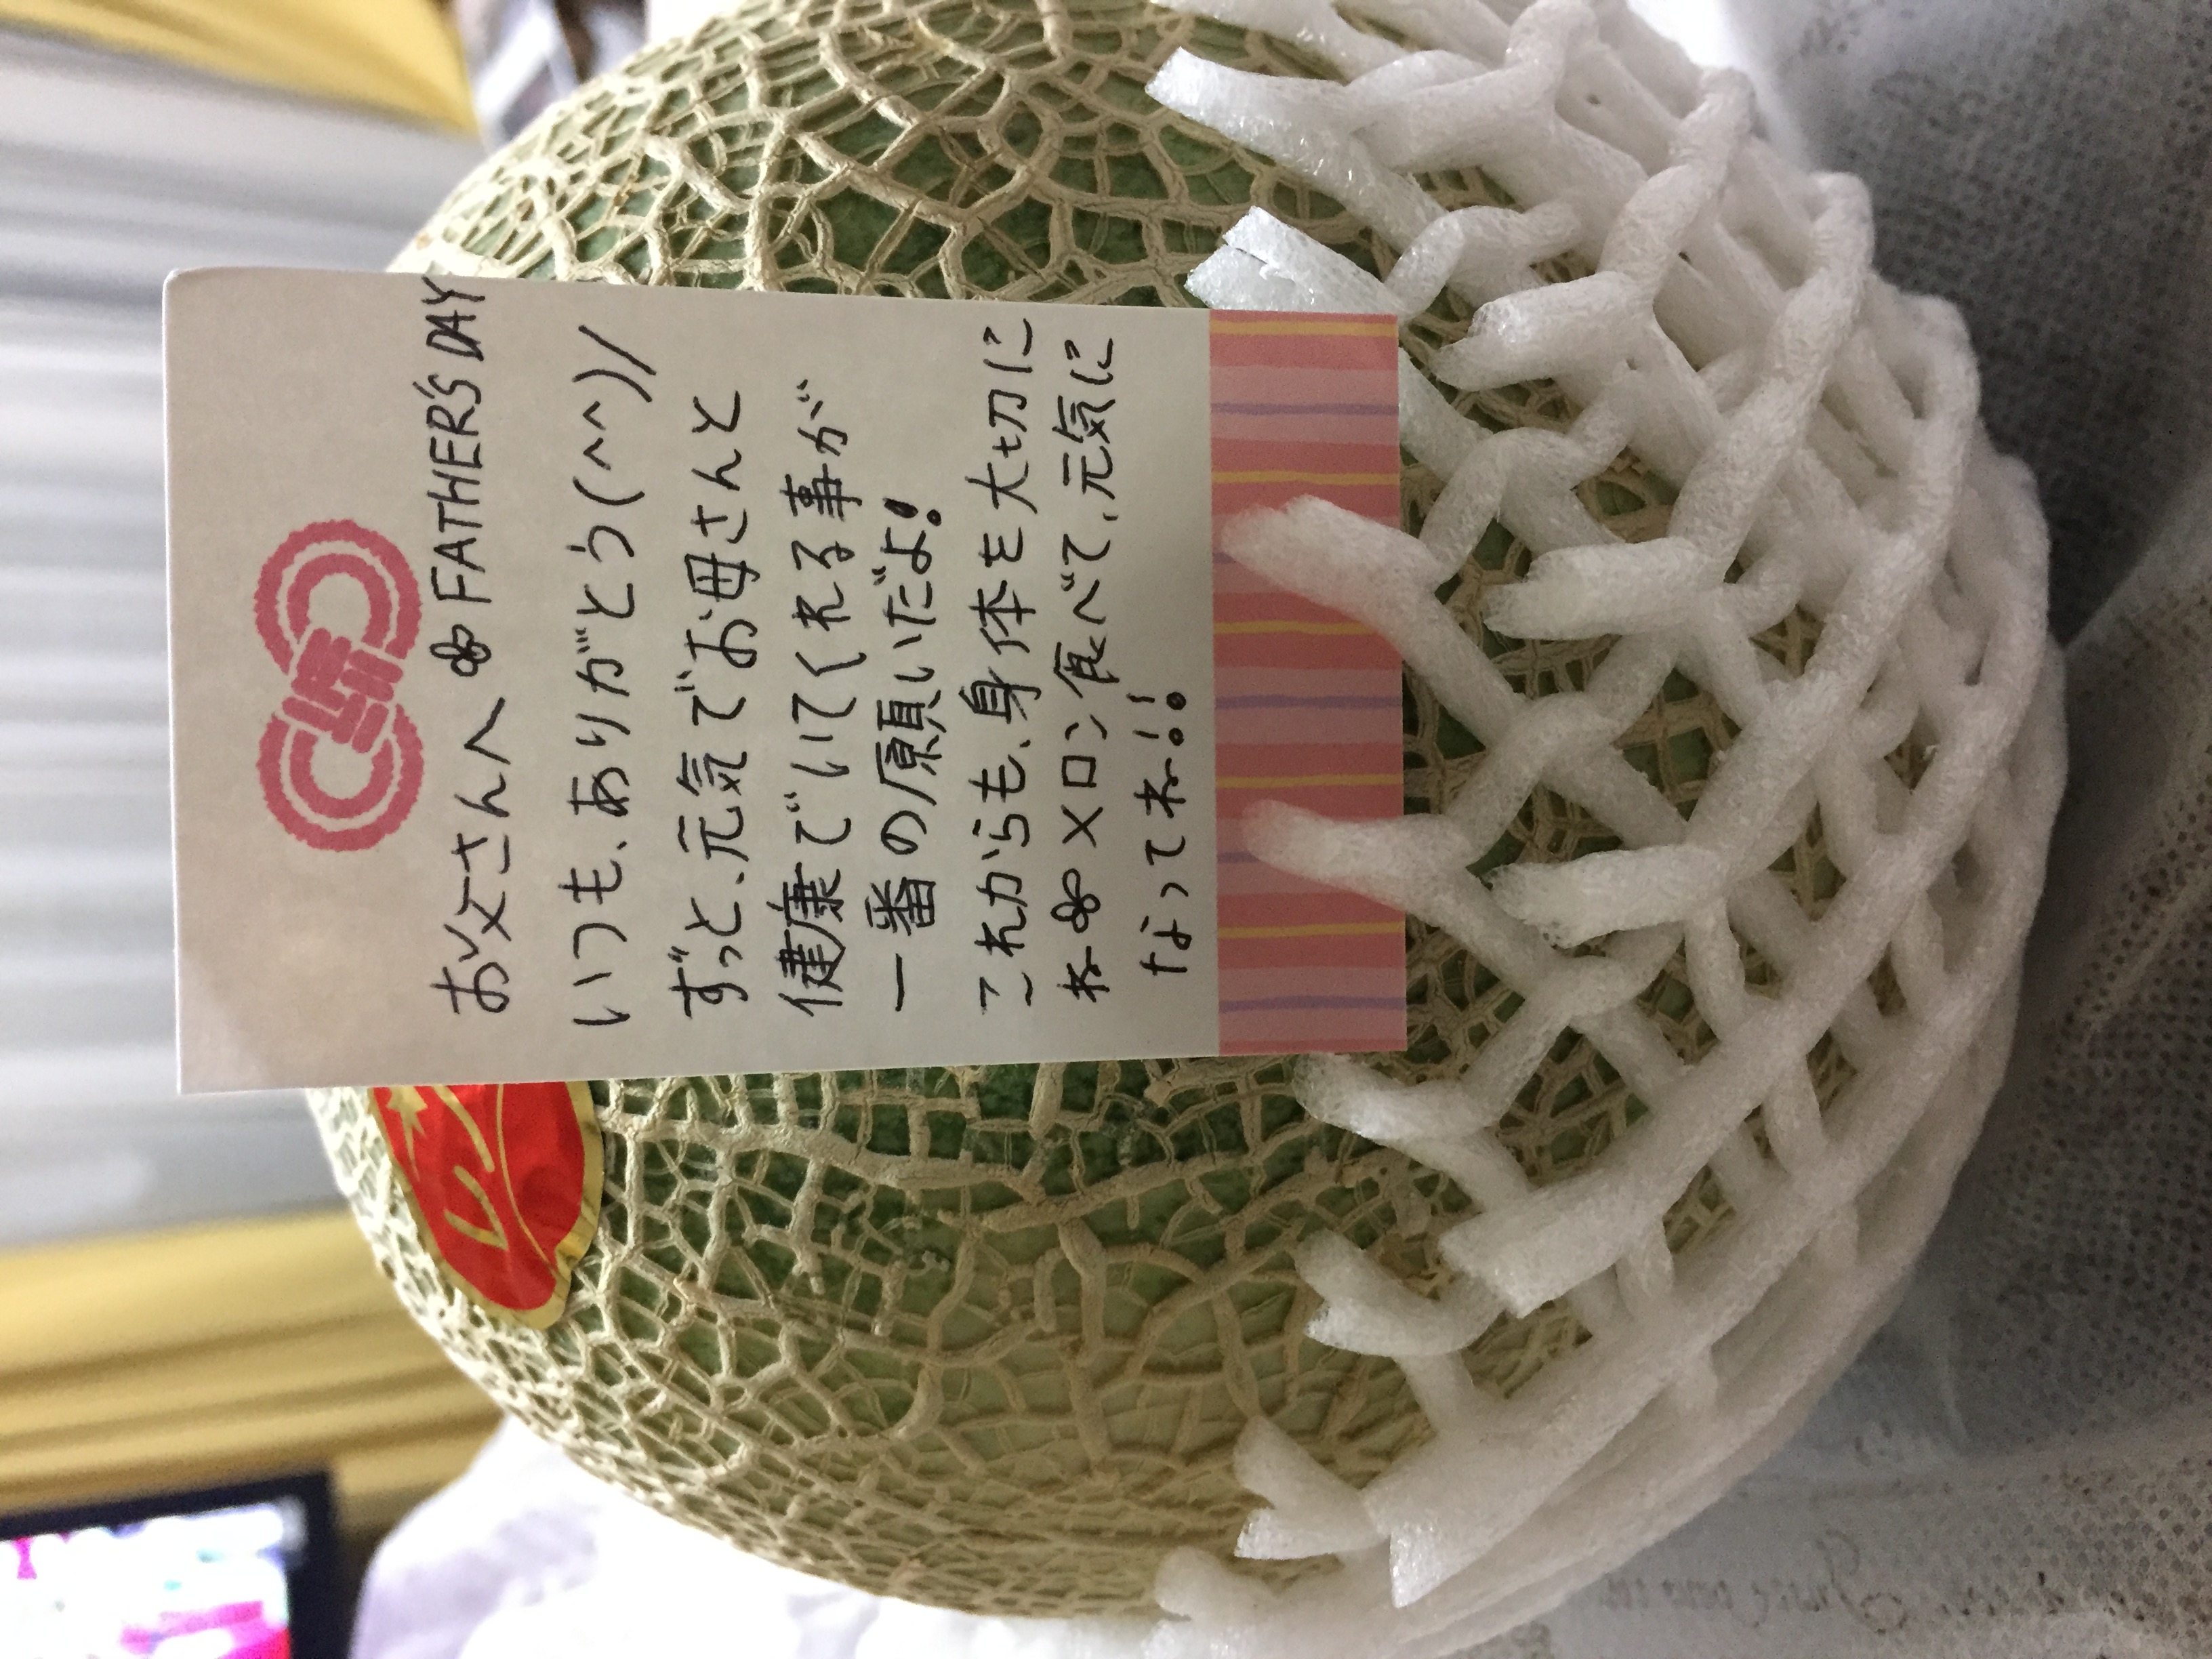 お父さんへ FATHER'S DAY
いつも、ありがとう(^^)/
ずっと、元気でお母さんと
健康でいてくれる事が
一番の願いだよ!
これからも、身体を大切に
ね メロン食べて、元気に
なってね!!